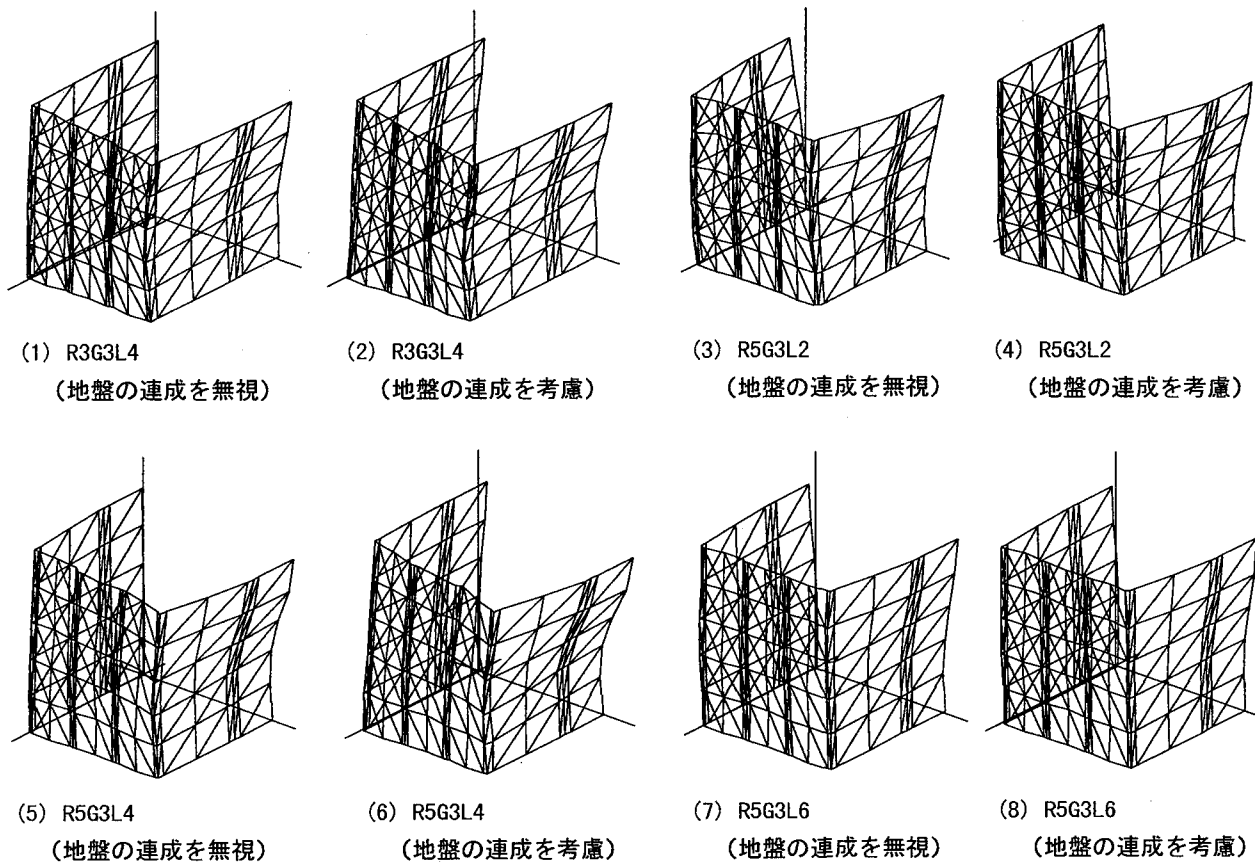 (1) R3G3L4
(地盤の連成を無視)
(2) R3G3L4
(地盤の連成を考慮)
(3) R5G3L2
(地盤の連成を無視)
(4) R5G3L2
(地盤の連成を考慮)
(5) R5G3L4
(地盤の連成を無視)
(6) R5G3L4
(地盤の連成を考慮)
(7) R5G3L6
(地盤の連成を無視)
(8) R5G3L6
(地盤の連成を考慮)